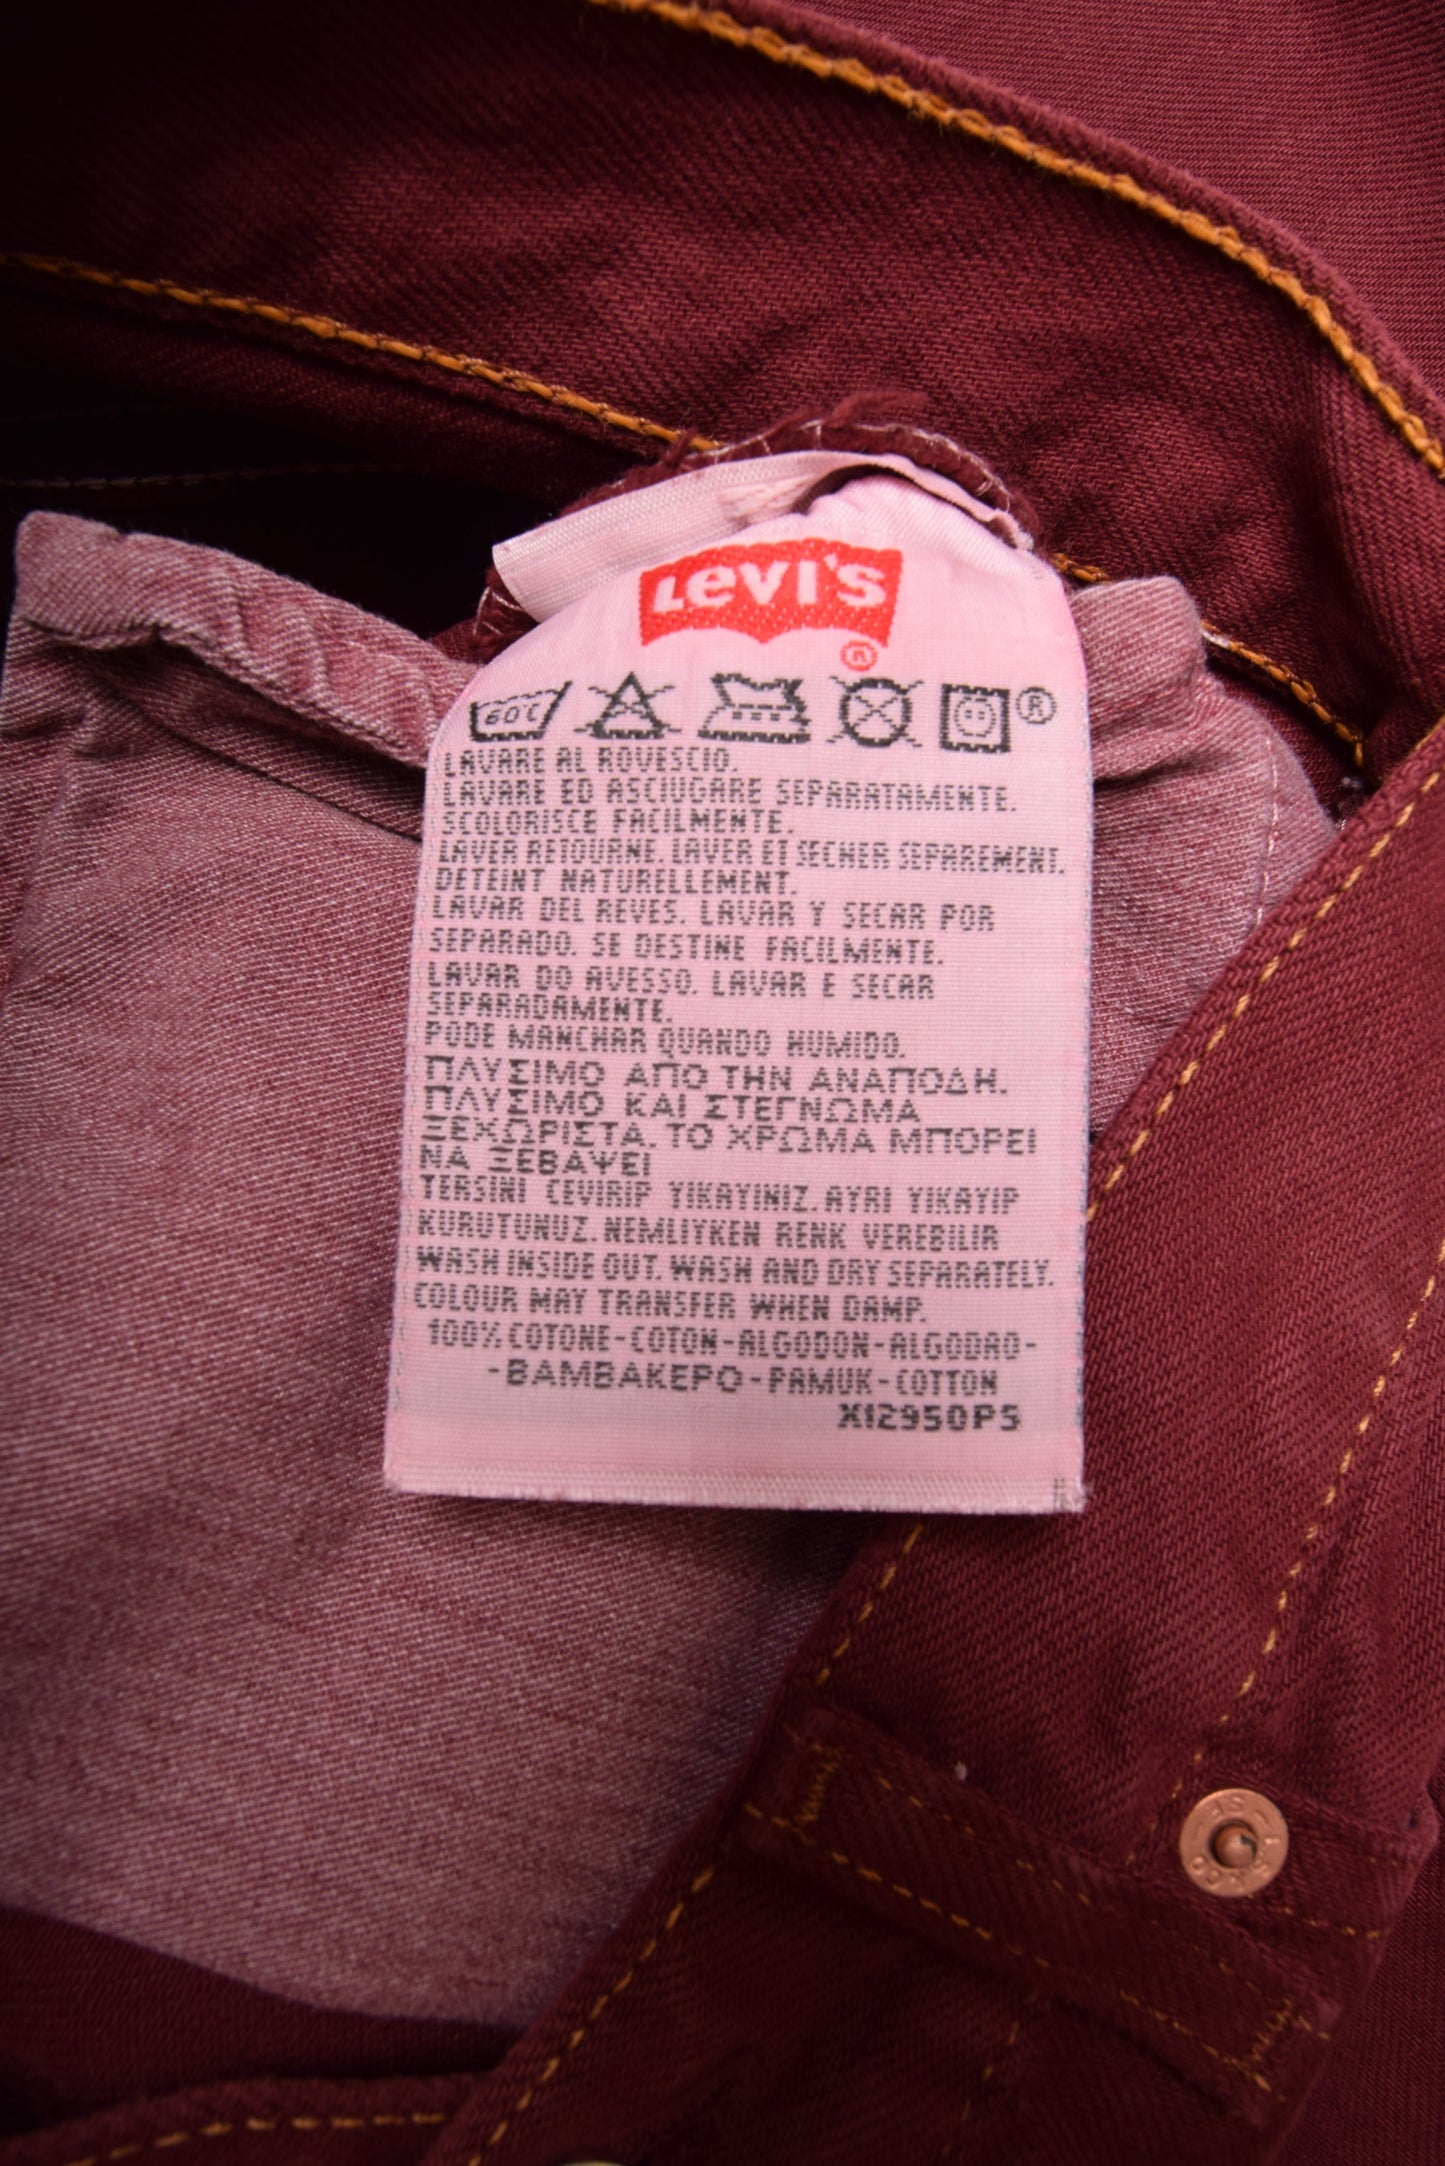 Levi's
®
60°C
®
LAVARE AL ROVESCIO.
LAVARE ED ASCIUGARE SEPARATAMENTE.
SCOLORISCE FACILMENTE.
LAVER RETOURNE. LAVER ET SECHER SEPAREMENT.
DETEINT NATURELLEMENT.
LAVAR DEL REVES. LAVAR Y SECAR POR
SEPARADO. SE DESTINE FACILMENTE.
LAVAR DO AVESSO. LAVAR E SECAR
SEPARADAMENTE.
PODE MANCHAR QUANDO HUMIDO.
ΠΛΥΣΙΜΟ ΑΠΟ ΤΗΝ ΑΝΑΠΟΔΗ.
ΠΛΥΣΙΜΟ ΚΑΙ ΣΤΕΓΝΩΜΑ
ΞΕΧΩΡΙΣΤΑ. ΤΟ ΧΡΩΜΑ ΜΠΟΡΕΙ
ΝΑ ΞΕΒΑΨΕΙ
TERSINI CEVIRIP YIKAYINIZ. AYRI YIKAYIP
KURUTUNUZ. NEMLIYKEN RENK VEREBILIR
WASH INSIDE OUT. WASH AND DRY SEPARATELY.
COLOUR MAY TRANSFER WHEN DAMP.
100% COTONE-COTON-ALGODON-ALGODAO-
-ΒΑΜΒΑΚΕΡΟ-PAMUK-COTTON
X12950P5